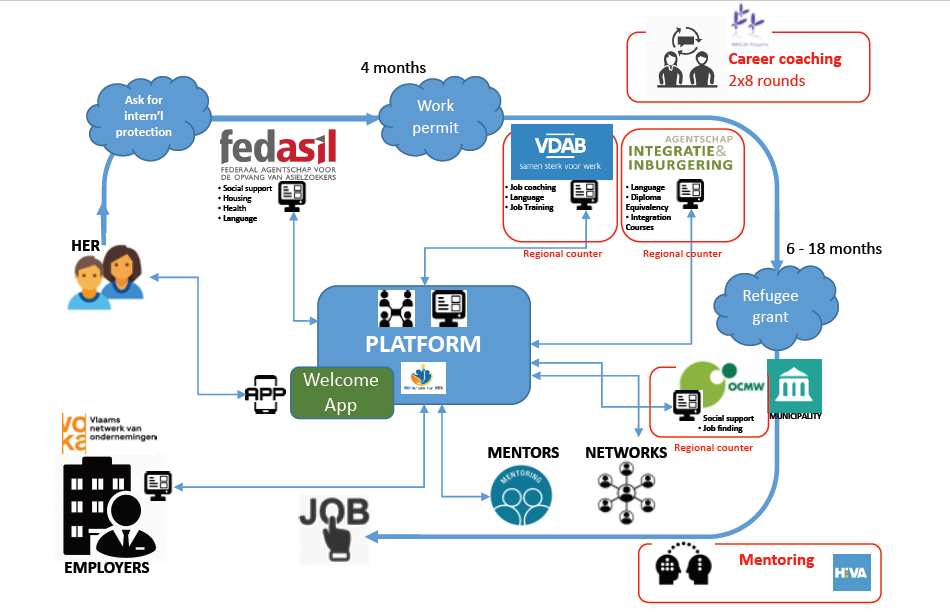 4 months
Career coaching
2x8 rounds
Ask for
intern'l
protection
Work
permit
fedasil
FEDERAAL AGENTSCHAP VOOR
DE OPVANG VAN ASIELZOEKERS
• Social support
• Housing
• Health
• Language
VDAB
samen sterk voor werk
• Job coaching
• Language
• Job Training
Regional counter
AGENTSCHAP
INTEGRATIE &
INBURGERING
• Language
• Diploma
Equivalency
• Integration
Courses
Regional counter
6 - 18 months
HER
Refugee
grant
PLATFORM
Welcome
App
APP
OCMW
Social support
• Job finding
Regional counter
MUNICIPALITY
voka
Vlaams
netwerk van
ondernemingen
MENTORS
MENTORING
NETWORKS
JOB
EMPLOYERS
Mentoring
HIVA